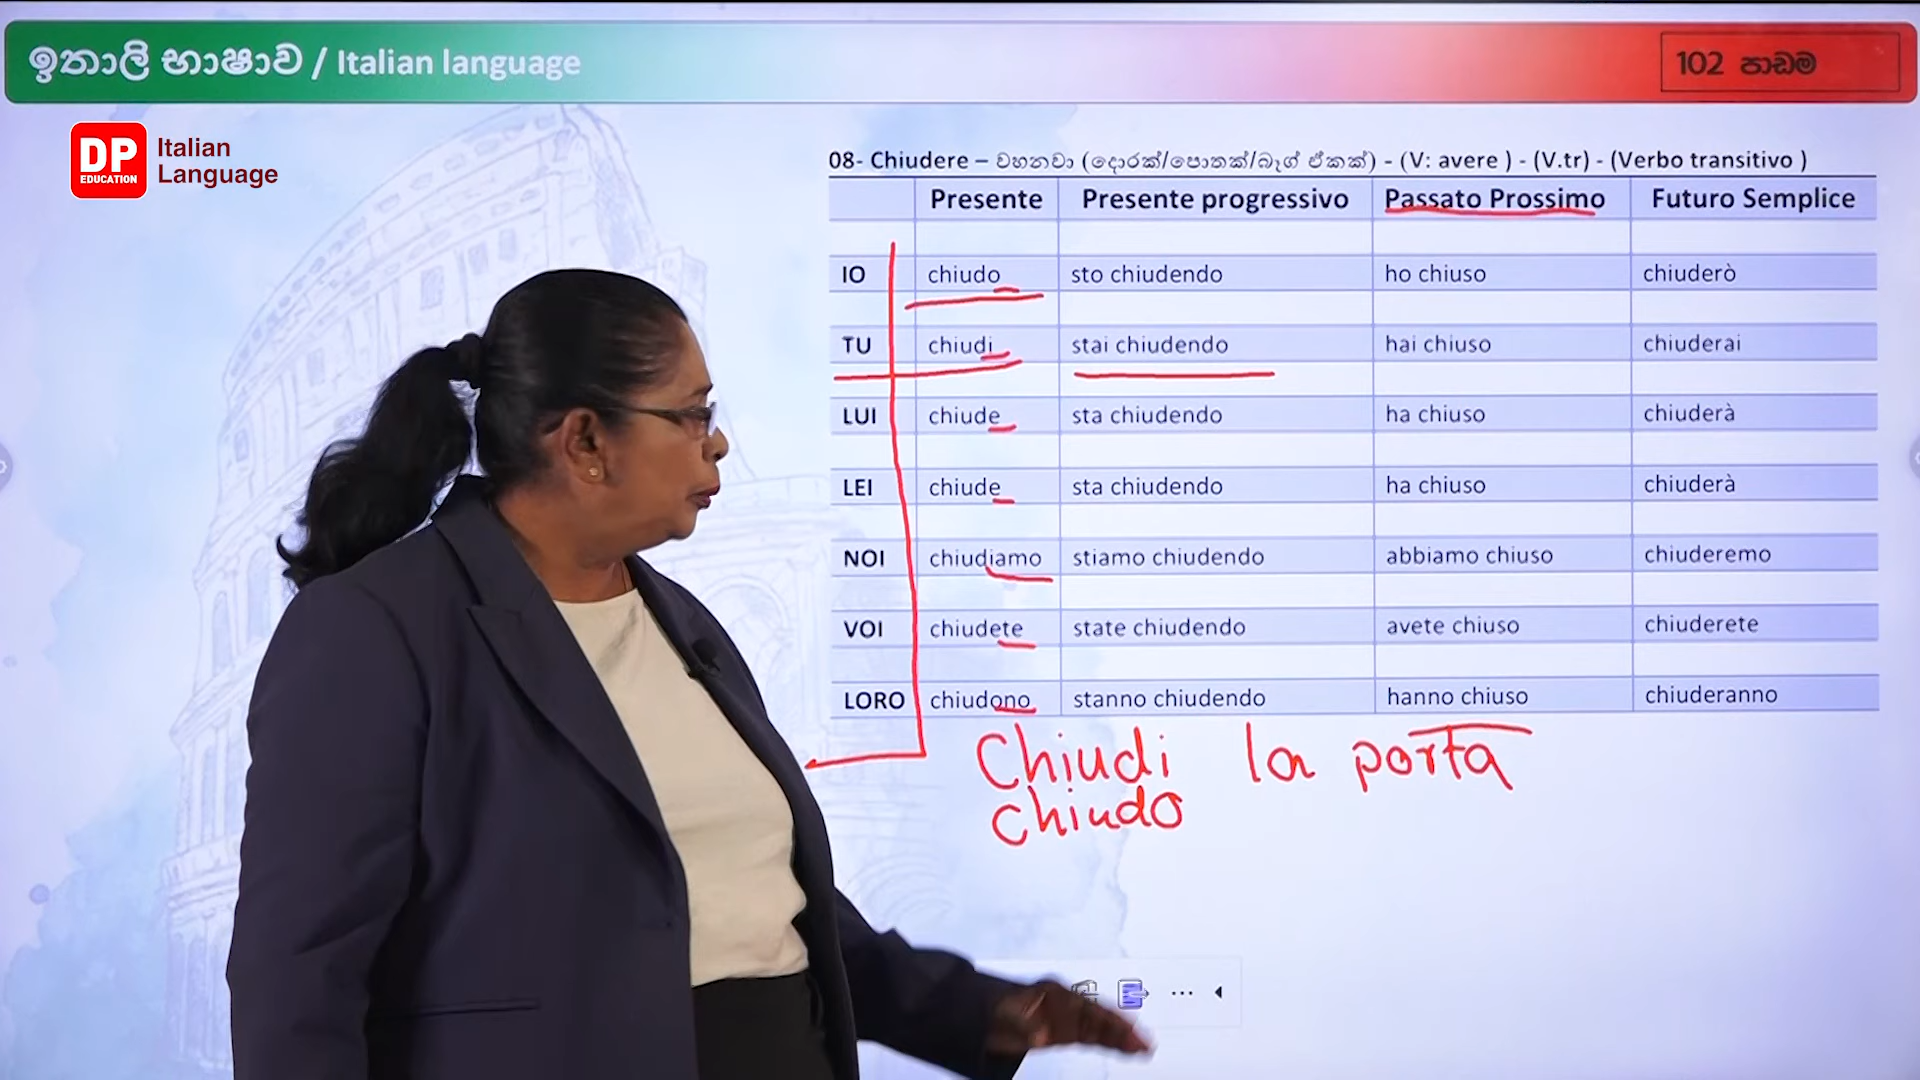 ඉතාලි භාෂාව / Italian language
102 පාඩම
DP EDUCATION Italian Language
08- Chiudere – වහනවා (දොරක්/පොතක්/බෑග් ඒකක්) - (V: avere ) - (V.tr) - (Verbo transitivo )
Presente Presente progressivo Passato Prossimo Futuro Semplice
IO chiudo sto chiudendo ho chiuso chiuderò
TU chiudi stai chiudendo hai chiuso chiuderai
LUI chiude sta chiudendo ha chiuso chiuderà
LEI chiude sta chiudendo ha chiuso chiuderà
NOI chiudiamo stiamo chiudendo abbiamo chiuso chiuderemo
VOI chiudete state chiudendo avete chiuso chiuderete
LORO chiudono stanno chiudendo hanno chiuso chiuderanno
Chiudi la porta
chiudo